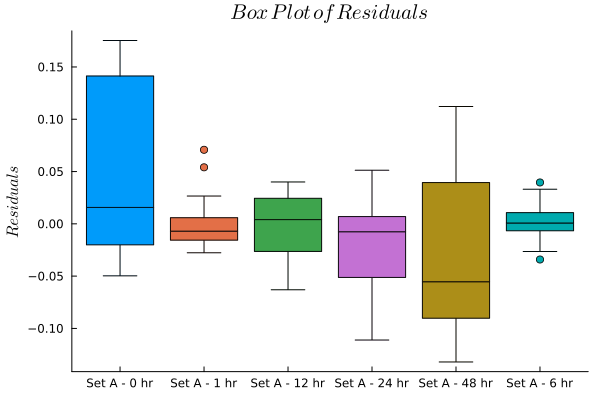 Box Plot of Residuals
Residuals
0.15
0.10
0.05
0.00
−0.05
−0.10
Set A - 0 hr
Set A - 1 hr
Set A - 12 hr
Set A - 24 hr
Set A - 48 hr
Set A - 6 hr